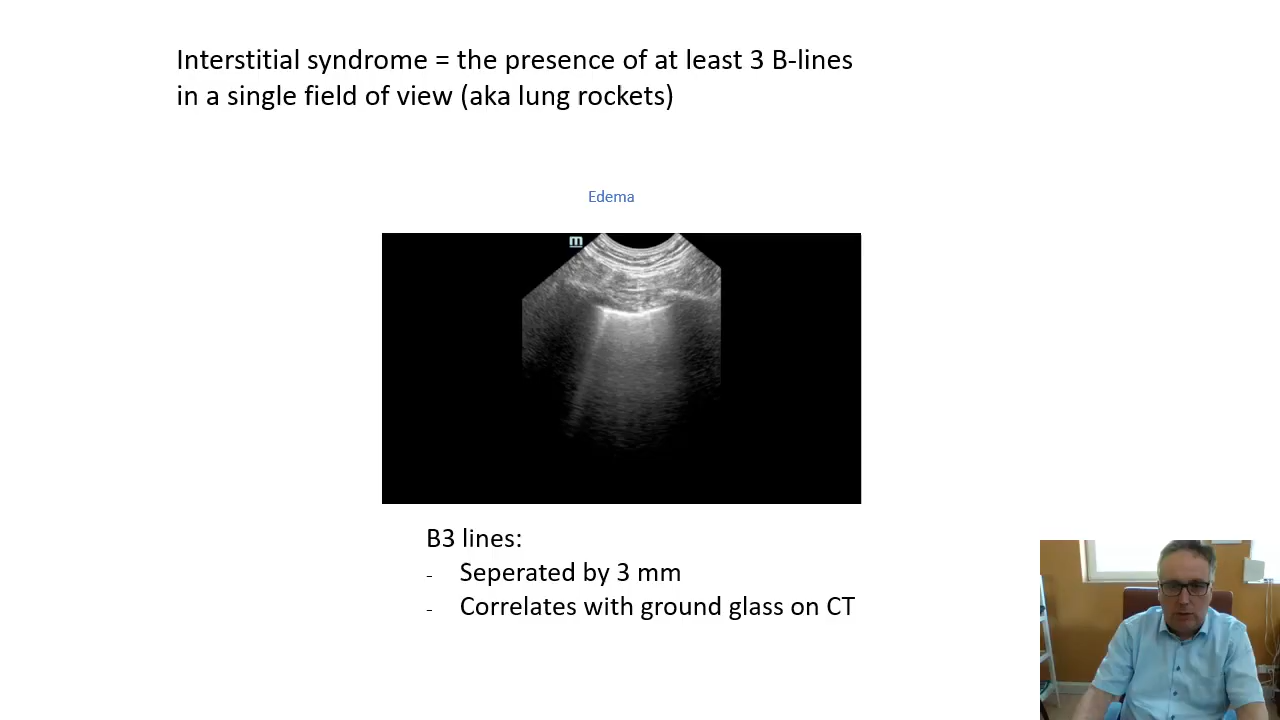 Interstitial syndrome = the presence of at least 3 B-lines
in a single field of view (aka lung rockets)
Edema
m
B3 lines:
- Seperated by 3 mm
- Correlates with ground glass on CT